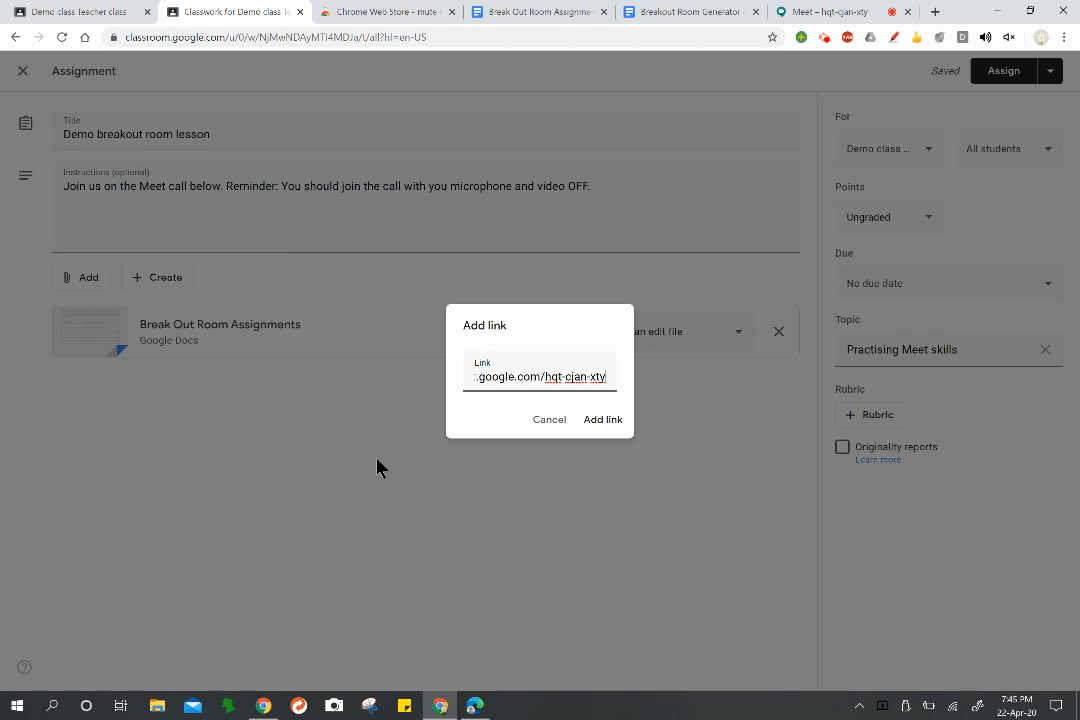 Demo class Teacher class
Classwork for Demo class Te
Chrome Web Store - mute t
Break Out Room Assignmen
Breakout Room Generator -
Meet – hqt-cjan-xty
classroom.google.com/u/0/w/NjMwNDAyMTI4MDJa/t/all?hl=en-US
Assignment
Saved
Assign
Title
Demo breakout room lesson
For
Demo class ...
All students
Instructions (optional)
Join us on the Meet call below. Reminder: You should join the call with you microphone and video OFF.
Points
Ungraded
Due
No due date
Add
Create
Break Out Room Assignments
Google Docs
an edit file
Topic
Practising Meet skills
Add link
Link
.google.com/hqt-cjan-xty
Cancel
Add link
Rubric
Rubric
Originality reports
Learn more
7:45 PM
22-Apr-20